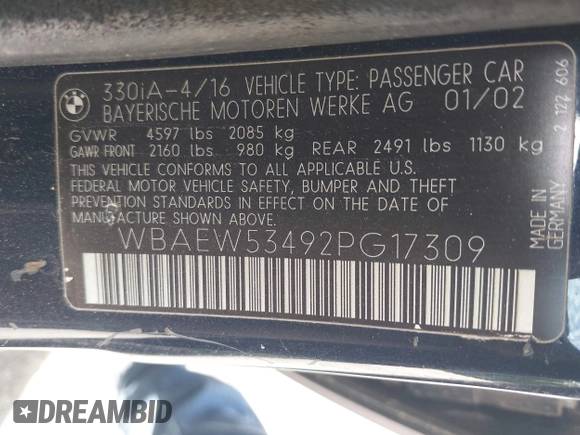 330iA-4/16 VEHICLE TYPE: PASSENGER CAR
BAYERISCHE MOTOREN WERKE AG 01/02
GVWR 4597 lbs 2085 kg
GAWR FRONT 2160 lbs 980 kg REAR 2491 lbs 1130 kg
THIS VEHICLE CONFORMS TO ALL APPLICABLE U.S.
FEDERAL MOTOR VEHICLE SAFETY, BUMPER AND THEFT
PREVENTION STANDARDS IN EFFECT ON THE DATE OF
MANUFACTURE SHOWN ABOVE.
WBAEW53492PG17309
MADE IN
GERMANY
2 122 606
DREAMBID